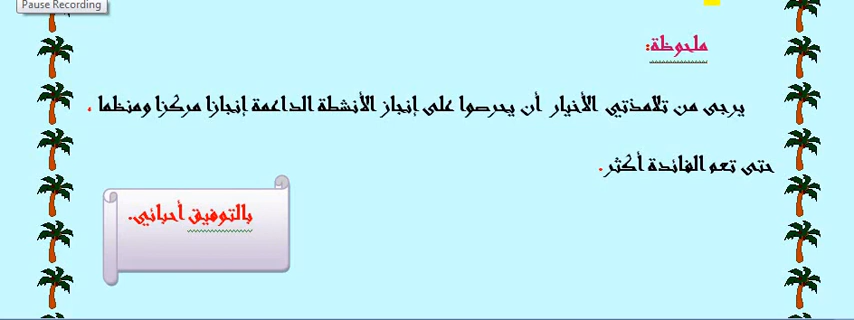 Pause Recording
ملحوظة:
يرجى من تلامذتي الأخيار أن يحرصوا على إنجاز الأنشطة الداعمة إنجازا مركزا ومنظما ،
حتى تعم الفائدة أكثر.
بالتوفيق أحبائي.